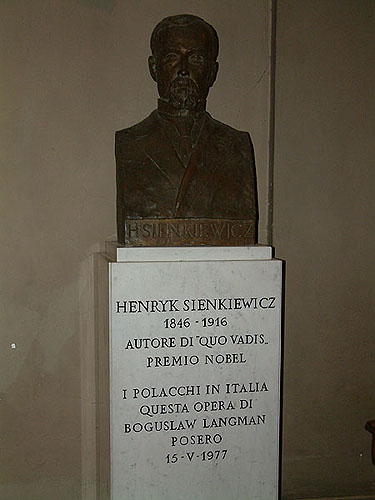 H·SIENKIEWICZ
HENRYK SIENKIEWICZ
1846 - 1916
AUTORE DI "QUO VADIS„
PREMIO NOBEL
I POLACCHI IN ITALIA
QUESTA OPERA DI
BOGUSLAW LANGMAN
POSERO
15 - V - 1977